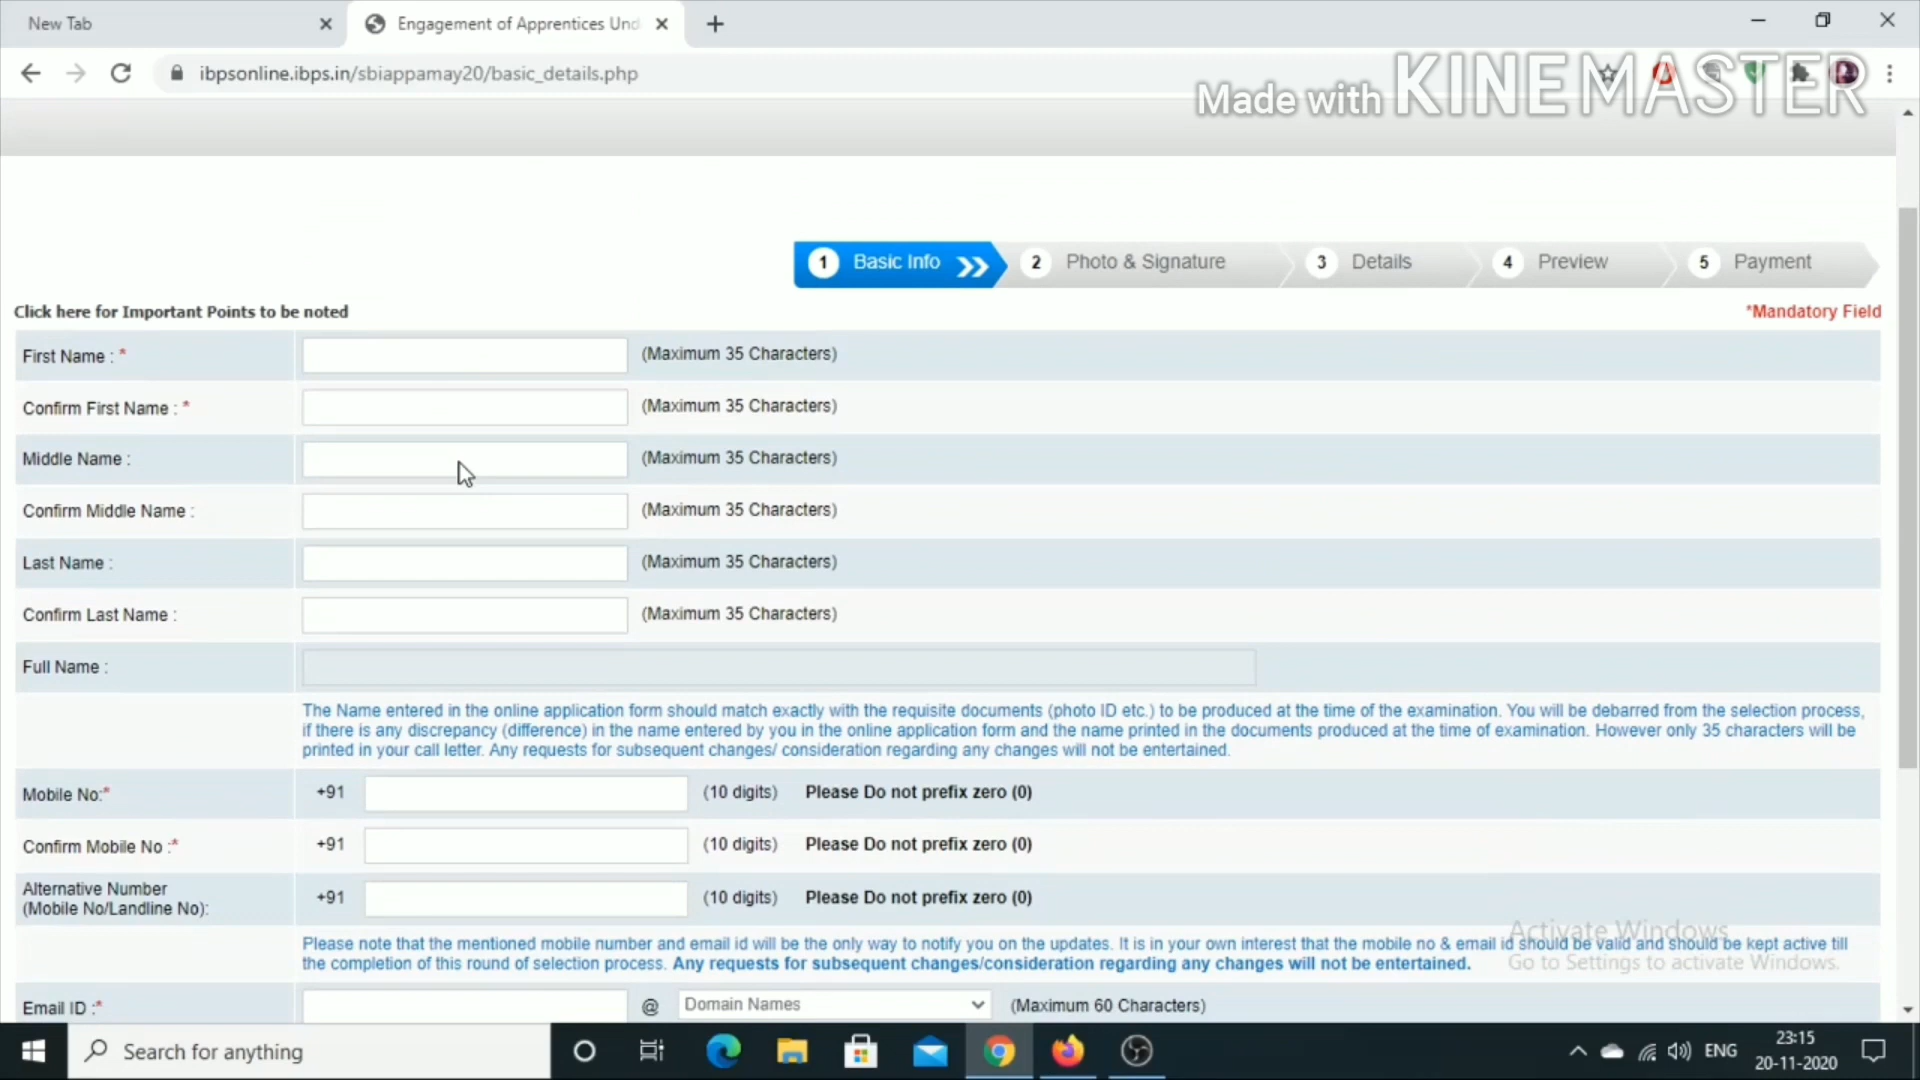 New Tab
Engagement of Apprentices Und
ibpsonline.ibps.in/sbiappamay20/basic_details.php
Made with KINEMASTER
1 Basic Info 2 Photo & Signature 3 Details 4 Preview 5 Payment
Click here for Important Points to be noted
*Mandatory Field
First Name : * (Maximum 35 Characters)
Confirm First Name : * (Maximum 35 Characters)
Middle Name : (Maximum 35 Characters)
Confirm Middle Name : (Maximum 35 Characters)
Last Name : (Maximum 35 Characters)
Confirm Last Name : (Maximum 35 Characters)
Full Name :
The Name entered in the online application form should match exactly with the requisite documents (photo ID etc.) to be produced at the time of the examination. You will be debarred from the selection process,
if there is any discrepancy (difference) in the name entered by you in the online application form and the name printed in the documents produced at the time of examination. However only 35 characters will be
printed in your call letter. Any requests for subsequent changes/ consideration regarding any changes will not be entertained.
Mobile No:* +91 (10 digits) Please Do not prefix zero (0)
Confirm Mobile No :* +91 (10 digits) Please Do not prefix zero (0)
Alternative Number
(Mobile No/Landline No): +91 (10 digits) Please Do not prefix zero (0)
Please note that the mentioned mobile number and email id will be the only way to notify you on the updates. It is in your own interest that the mobile no & email id should be valid and should be kept active till
the completion of this round of selection process. Any requests for subsequent changes/consideration regarding any changes will not be entertained.
Activate Windows
Go to Settings to activate Windows.
Email ID :* @ Domain Names (Maximum 60 Characters)
Search for anything
ENG
23:15
20-11-2020